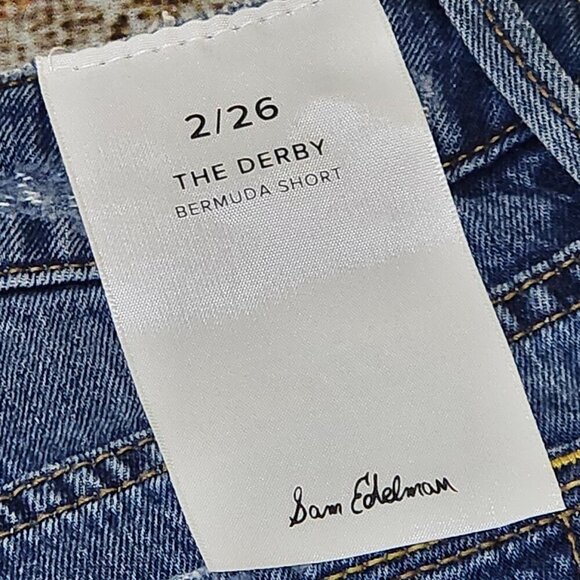 2/26
THE DERBY
BERMUDA SHORT
Sam Edelman